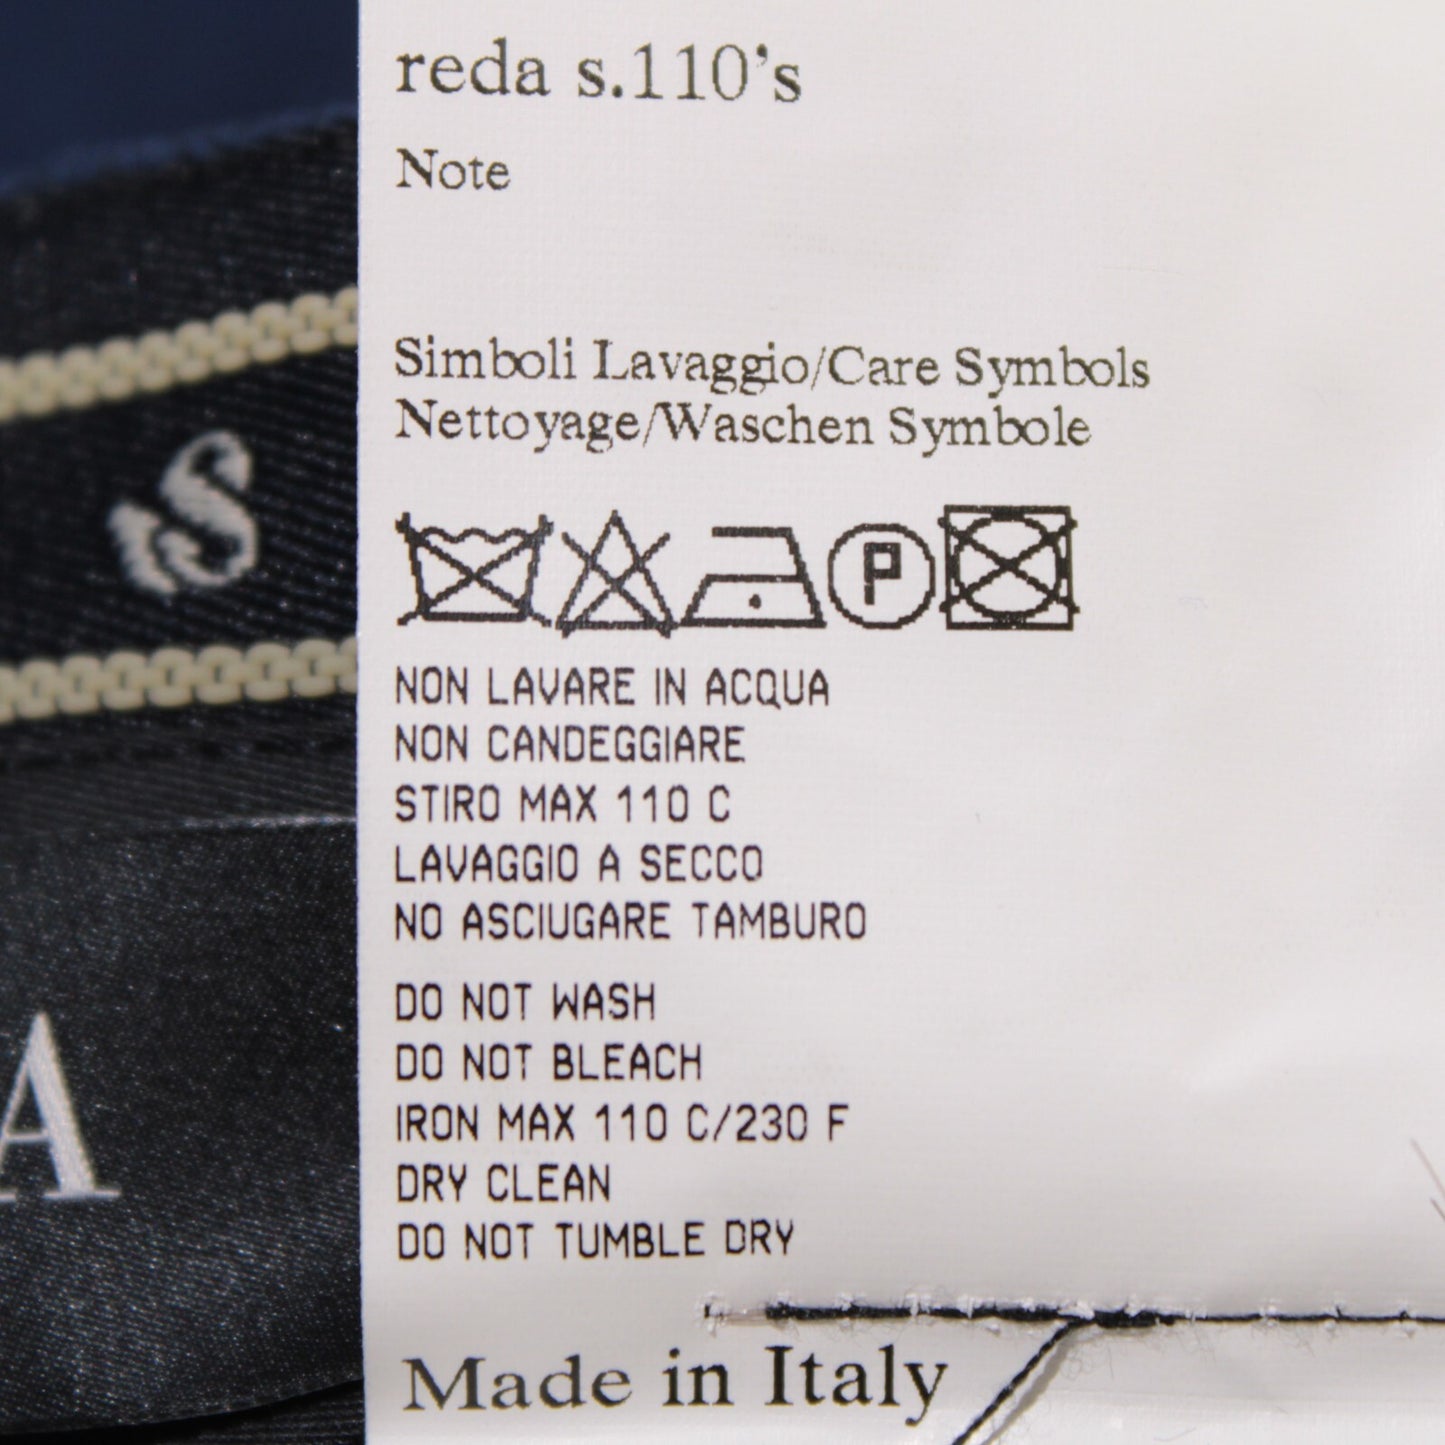 reda s.110's
Note
Simboli Lavaggio/Care Symbols
Nettoyage/Waschen Symbole
P
NON LAVARE IN ACQUA
NON CANDEGGIARE
STIRO MAX 110 C
LAVAGGIO A SECCO
NO ASCIUGARE TAMBURO
DO NOT WASH
DO NOT BLEACH
IRON MAX 110 C/230 F
DRY CLEAN
DO NOT TUMBLE DRY
Made in Italy
S
A